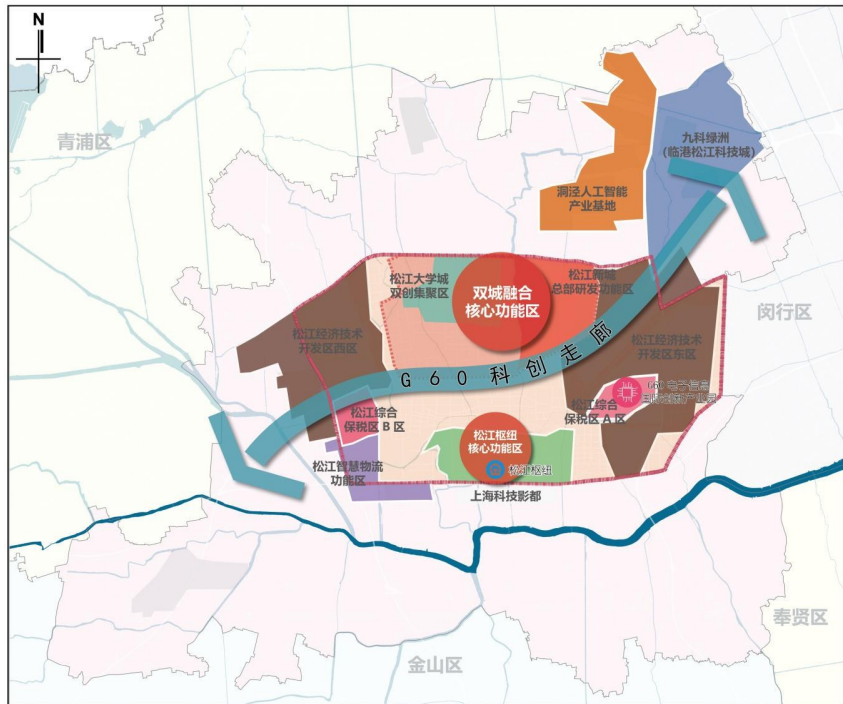 N
青浦区
九科绿洲
(临港松江科技城)
洞泾人工智能
产业基地
松江大学城
双创集聚区
双城融合
核心功能区
松江新城
总部研发功能区
闵行区
松江经济技术
开发区西区
松江经济技术
开发区东区
G60科创走廊
G60 电子信息
松江综合
保税区 B 区
松江综合
保税区 A 区
松江枢纽
核心功能区
松江枢纽
松江智慧物流
功能区
上海科技影都
奉贤区
金山区